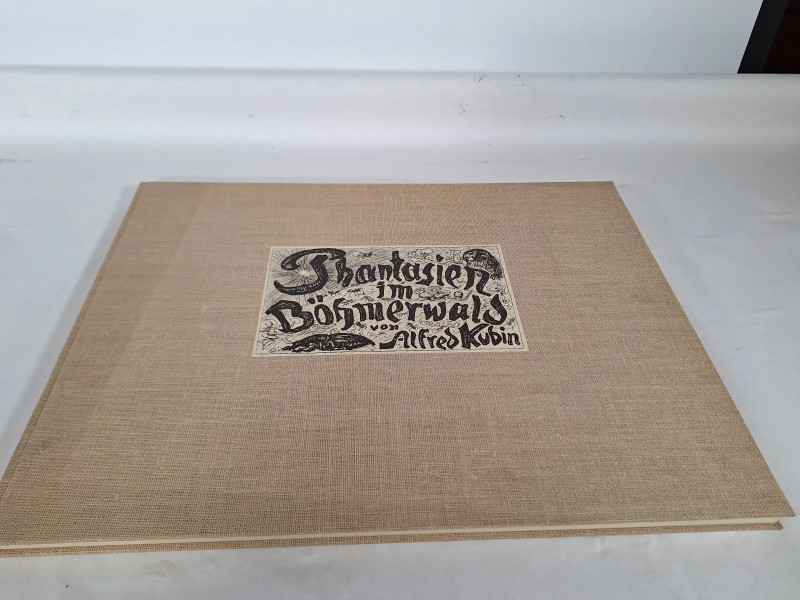 Phantasien
im
Böhmerwald
von Alfred Kubin